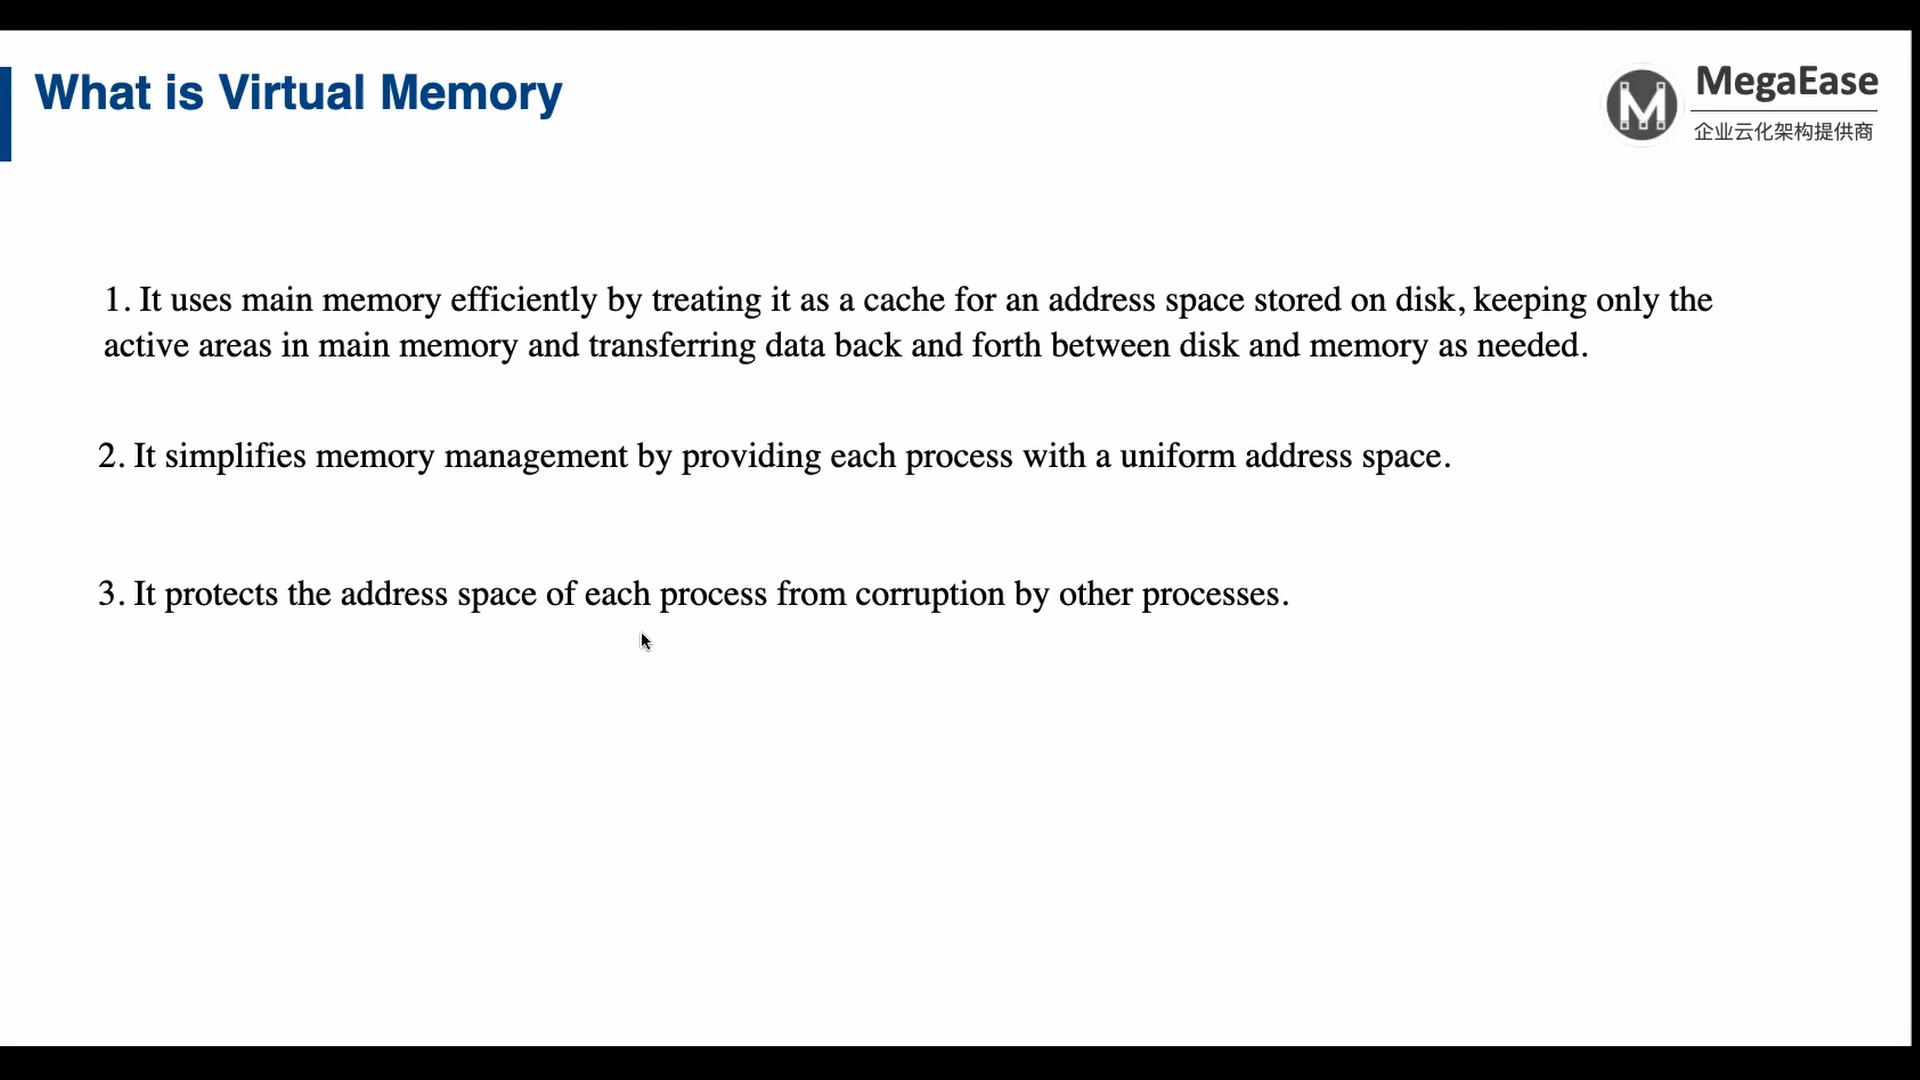 What is Virtual Memory
MegaEase
企业云化架构提供商
1. It uses main memory efficiently by treating it as a cache for an address space stored on disk, keeping only the
active areas in main memory and transferring data back and forth between disk and memory as needed.
2. It simplifies memory management by providing each process with a uniform address space.
3. It protects the address space of each process from corruption by other processes.